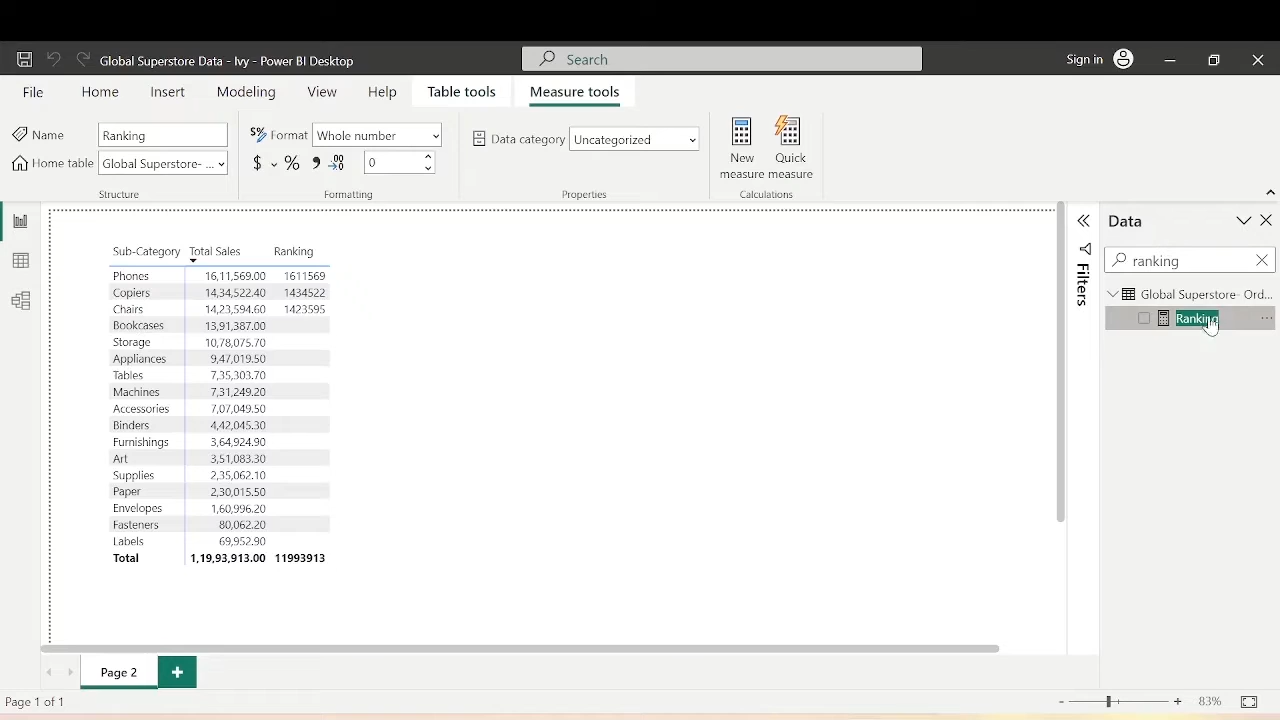 Global Superstore Data - Ivy - Power BI Desktop
Search
Sign in
File Home Insert Modeling View Help Table tools Measure tools
Name Ranking
Home table Global Superstore- ...
Structure
Format Whole number
$ % 9 .00 0
Formatting
Data category Uncategorized
Properties
New measure
Quick measure
Calculations
Sub-Category Total Sales Ranking
Phones 16,11,569.00 1611569
Copiers 14,34,522.40 1434522
Chairs 14,23,594.60 1423595
Bookcases 13,91,387.00
Storage 10,78,075.70
Appliances 9,47,019.50
Tables 7,35,303.70
Machines 7,31,249.20
Accessories 7,07,049.50
Binders 4,42,045.30
Furnishings 3,64,924.90
Art 3,51,083.30
Supplies 2,35,062.10
Paper 2,30,015.50
Envelopes 1,60,996.20
Fasteners 80,062.20
Labels 69,952.90
Total 1,19,93,913.00 11993913
Filters
Data
ranking
Global Superstore- Ord...
Ranking
Page 2
Page 1 of 1
- + 83%